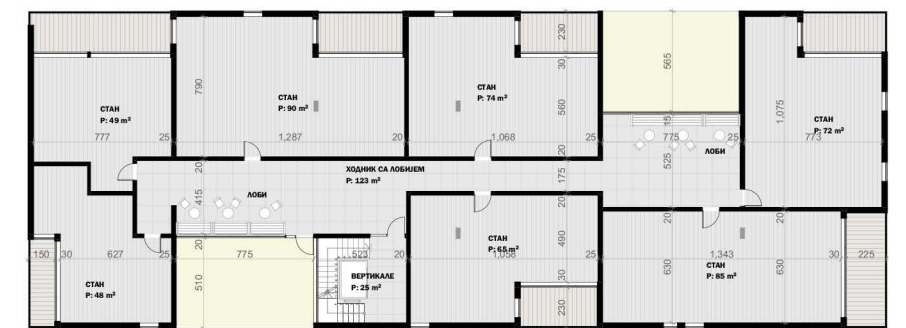 230
СТАН
P: 49 m²
777
25
790
СТАН
P: 90 m²
1,287
20
СТАН
P: 74 m²
30
560
1,068
25
20
565
15
775
25
525
ЛОБИ
1,075
СТАН
P: 72 m²
773
20
415
ЛОБИ
ХОДНИК СА ЛОБИЈЕМ
P: 123 m²
175
20
20
150
30
627
25
СТАН
P: 48 m²
20
775
510
523
20
ВЕРТИКАЛЕ
P: 25 m²
20
СТАН
P: 65 m²
490
1,058
25
30
230
630
1,343
СТАН
P: 85 m²
630
30
225